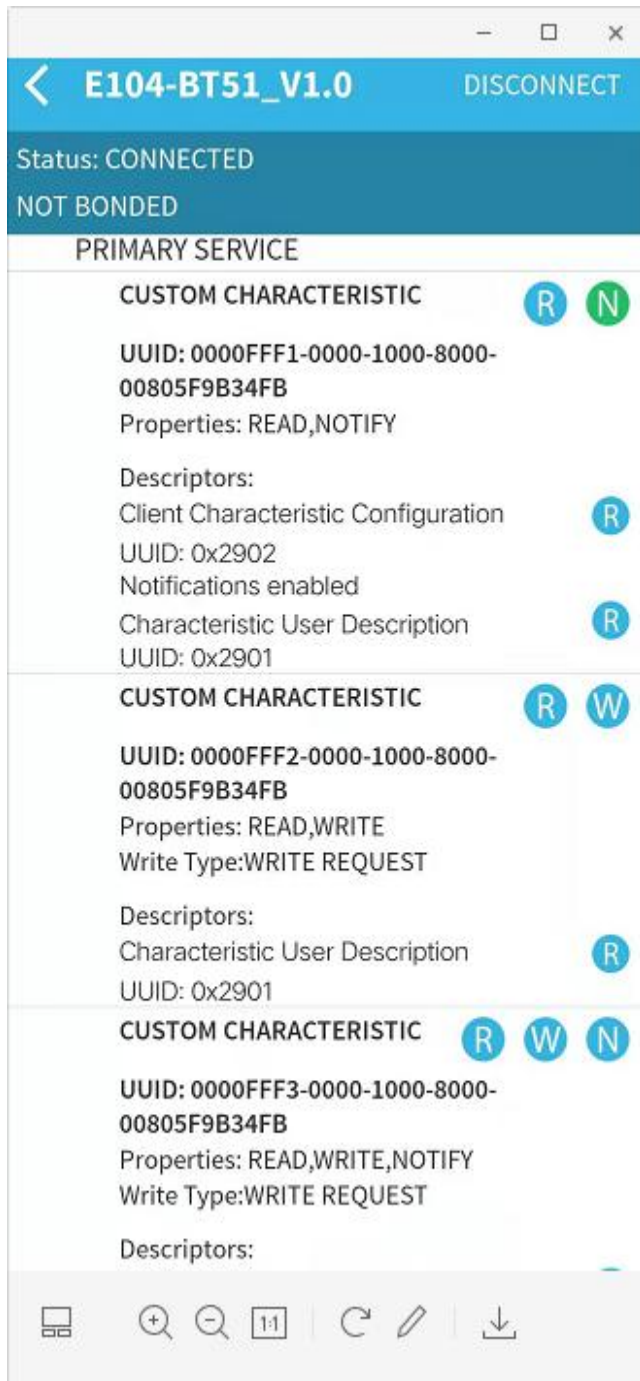 E104-BT51_V1.0 DISCONNECT
Status: CONNECTED
NOT BONDED
PRIMARY SERVICE
CUSTOM CHARACTERISTIC R N
UUID: 0000FFF1-0000-1000-8000-
00805F9B34FB
Properties: READ,NOTIFY
Descriptors:
Client Characteristic Configuration R
UUID: 0x2902
Notifications enabled
Characteristic User Description R
UUID: 0x2901
CUSTOM CHARACTERISTIC R W
UUID: 0000FFF2-0000-1000-8000-
00805F9B34FB
Properties: READ,WRITE
Write Type:WRITE REQUEST
Descriptors:
Characteristic User Description R
UUID: 0x2901
CUSTOM CHARACTERISTIC R W N
UUID: 0000FFF3-0000-1000-8000-
00805F9B34FB
Properties: READ,WRITE,NOTIFY
Write Type:WRITE REQUEST
Descriptors:
1:1